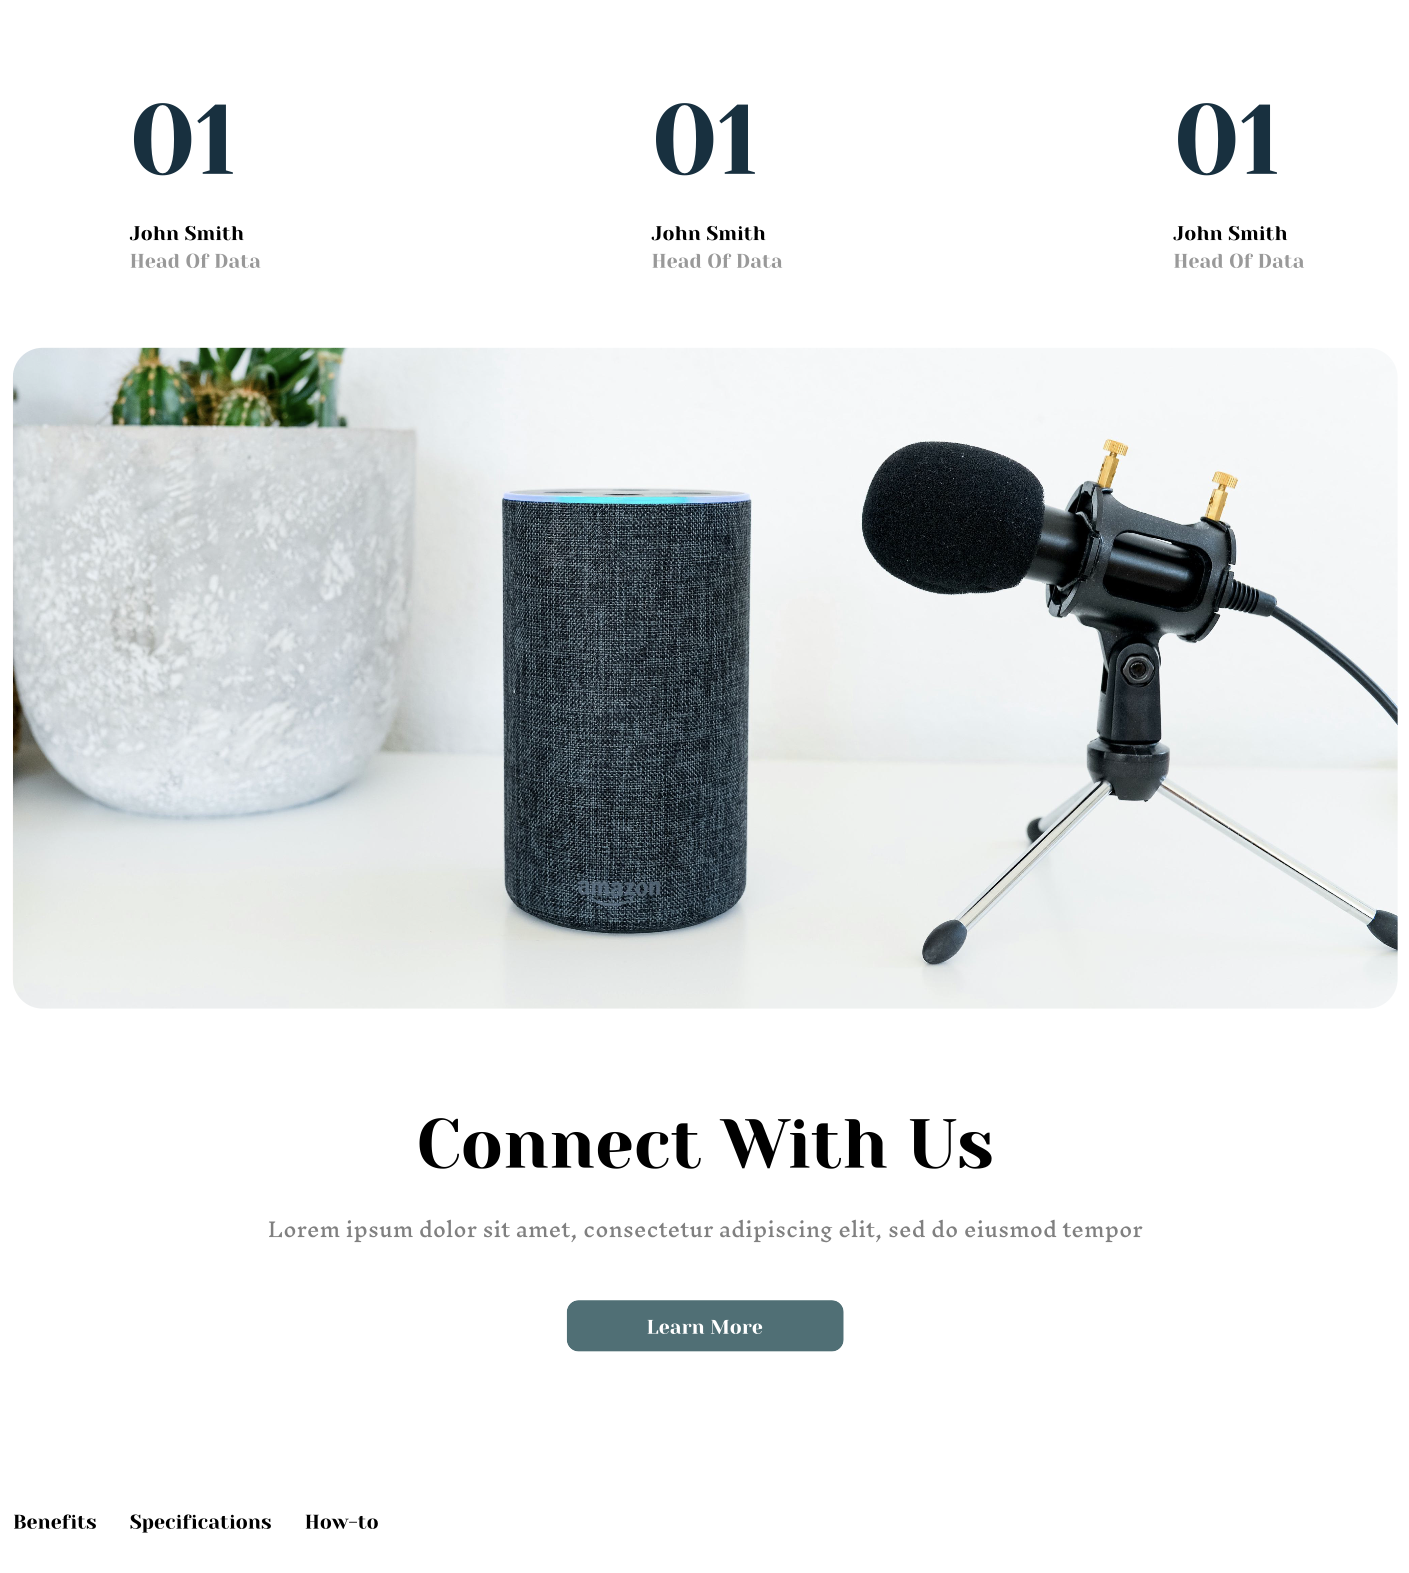 01 01 01
John Smith John Smith John Smith
Head Of Data Head Of Data Head Of Data
amazon
Connect With Us
Lorem ipsum dolor sit amet, consectetur adipiscing elit, sed do eiusmod tempor
Learn More
Benefits Specifications How-to